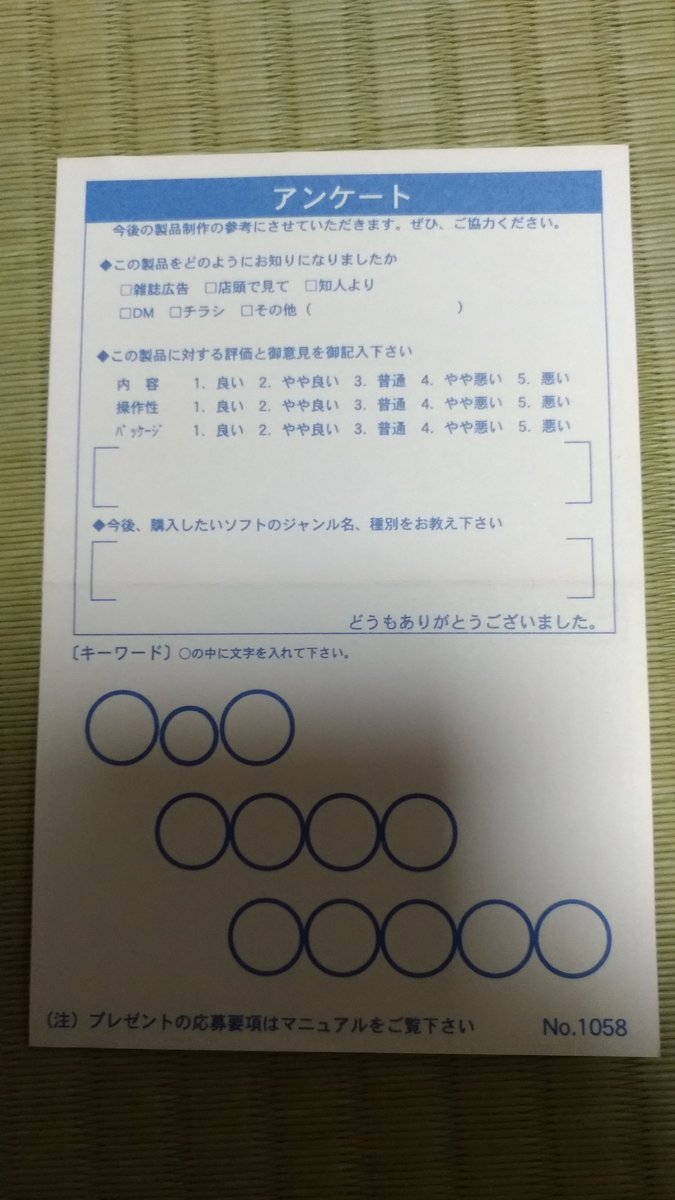 アンケート
今後の製品制作の参考にさせていただきます。ぜひ、ご協力ください。
◆この製品をどのようにお知りになりましたか
□雑誌広告 □店頭で見て □知人より
□DM □チラシ □その他（ ）
◆この製品に対する評価と御意見を御記入下さい
内 容 1. 良い 2. やや良い 3. 普通 4. やや悪い 5. 悪い
操作性 1. 良い 2. やや良い 3. 普通 4. やや悪い 5. 悪い
ﾊﾟｯｹｰｼﾞ 1. 良い 2. やや良い 3. 普通 4. やや悪い 5. 悪い
◆今後、購入したいソフトのジャンル名、種別をお教え下さい
どうもありがとうございました。
〔キーワード〕○の中に文字を入れて下さい。
（注）プレゼントの応募要項はマニュアルをご覧下さい No.1058